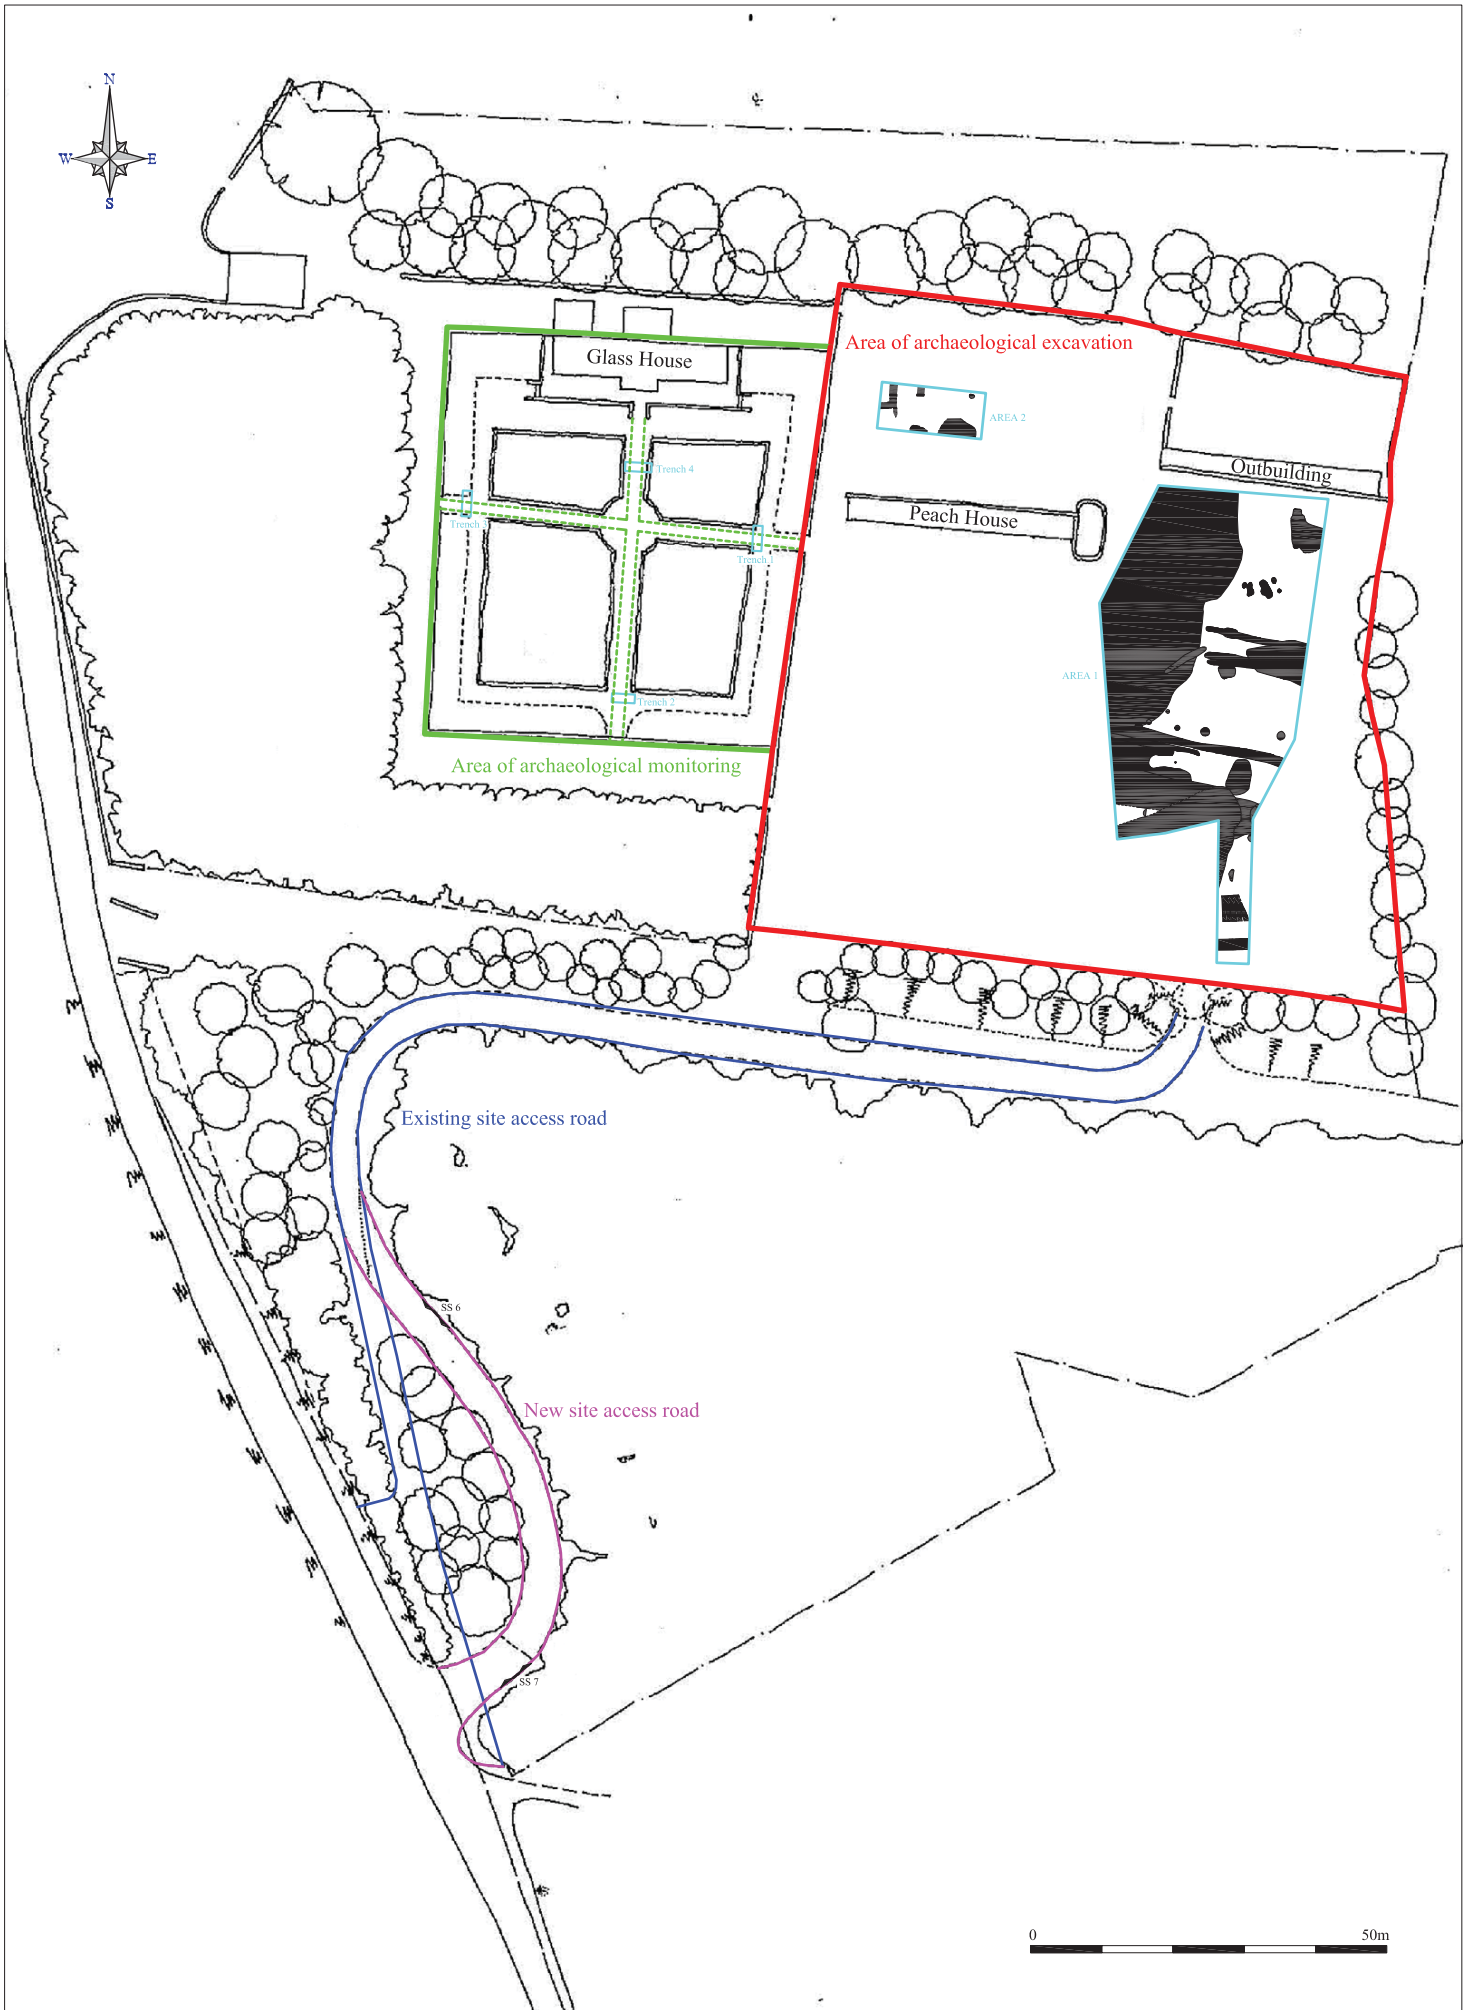 N
W E
S
Area of archaeological excavation
Glass House
AREA 2
Trench 4
Outbuilding
Peach House
Trench 3
Trench 1
AREA 1
Trench 2
Area of archaeological monitoring
Existing site access road
SS 6
New site access road
SS 7
0 50m